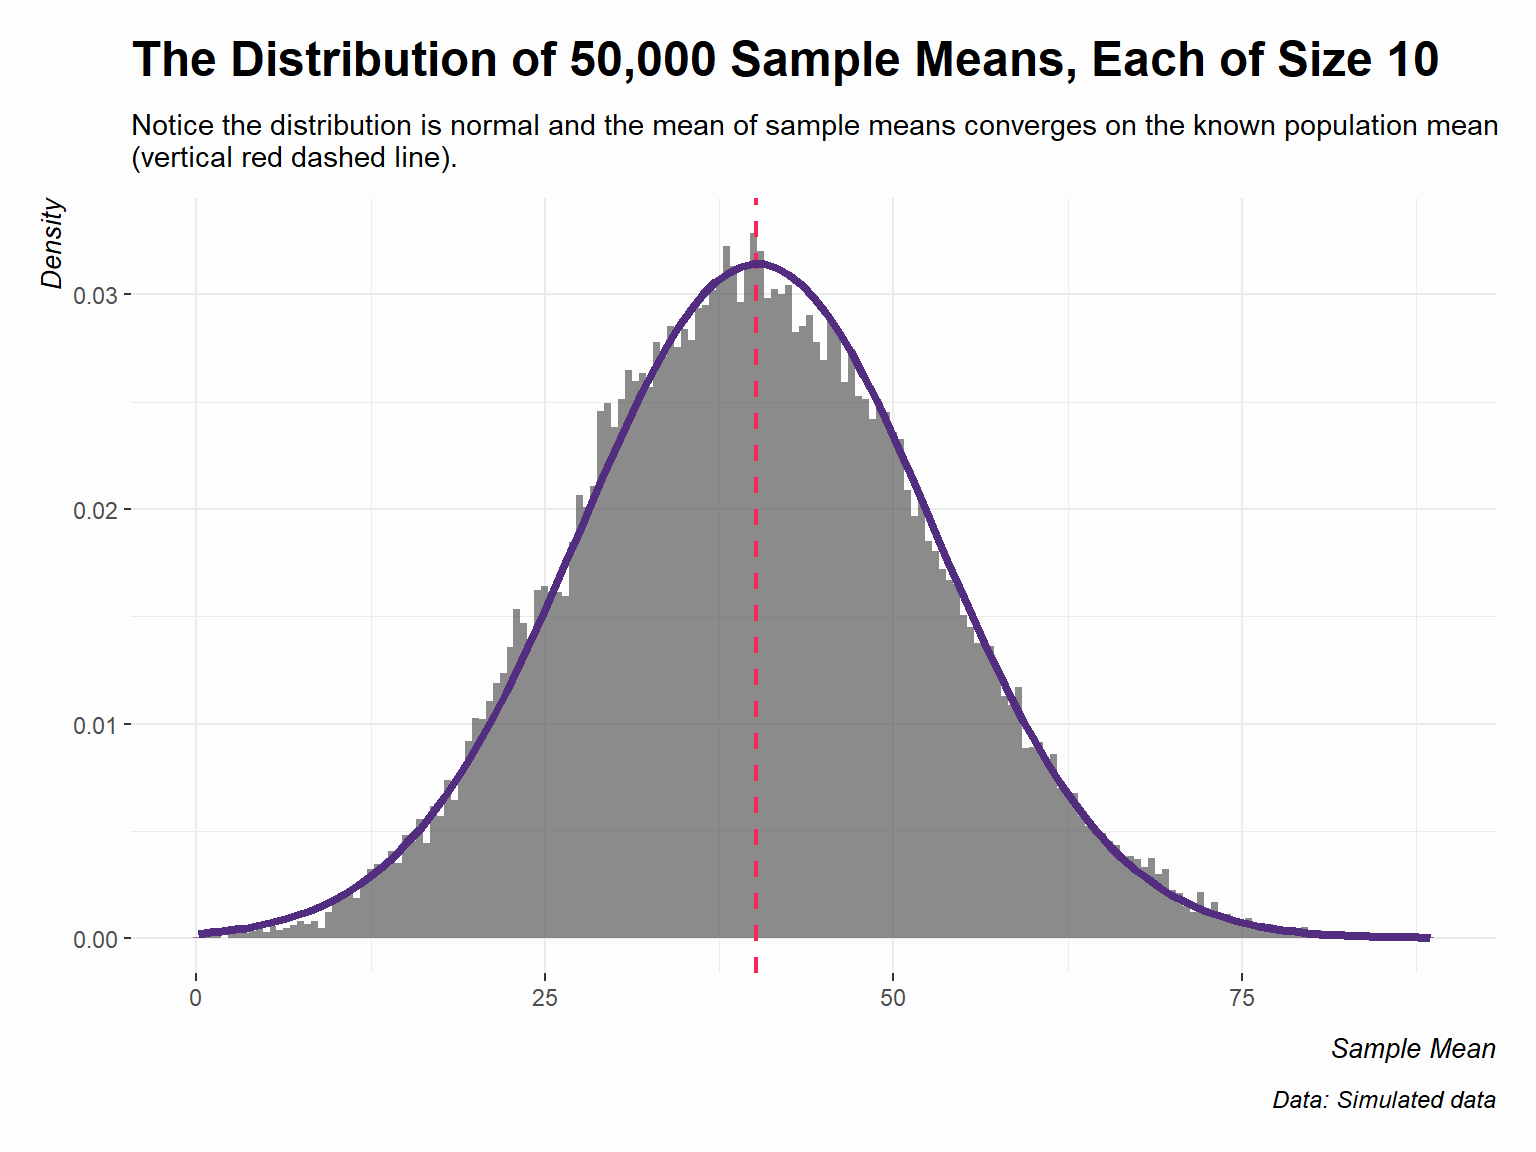 The Distribution of 50,000 Sample Means, Each of Size 10
Notice the distribution is normal and the mean of sample means converges on the known population mean
(vertical red dashed line).
Density
0.03
0.02
0.01
0.00
0
25
50
75
Sample Mean
Data: Simulated data